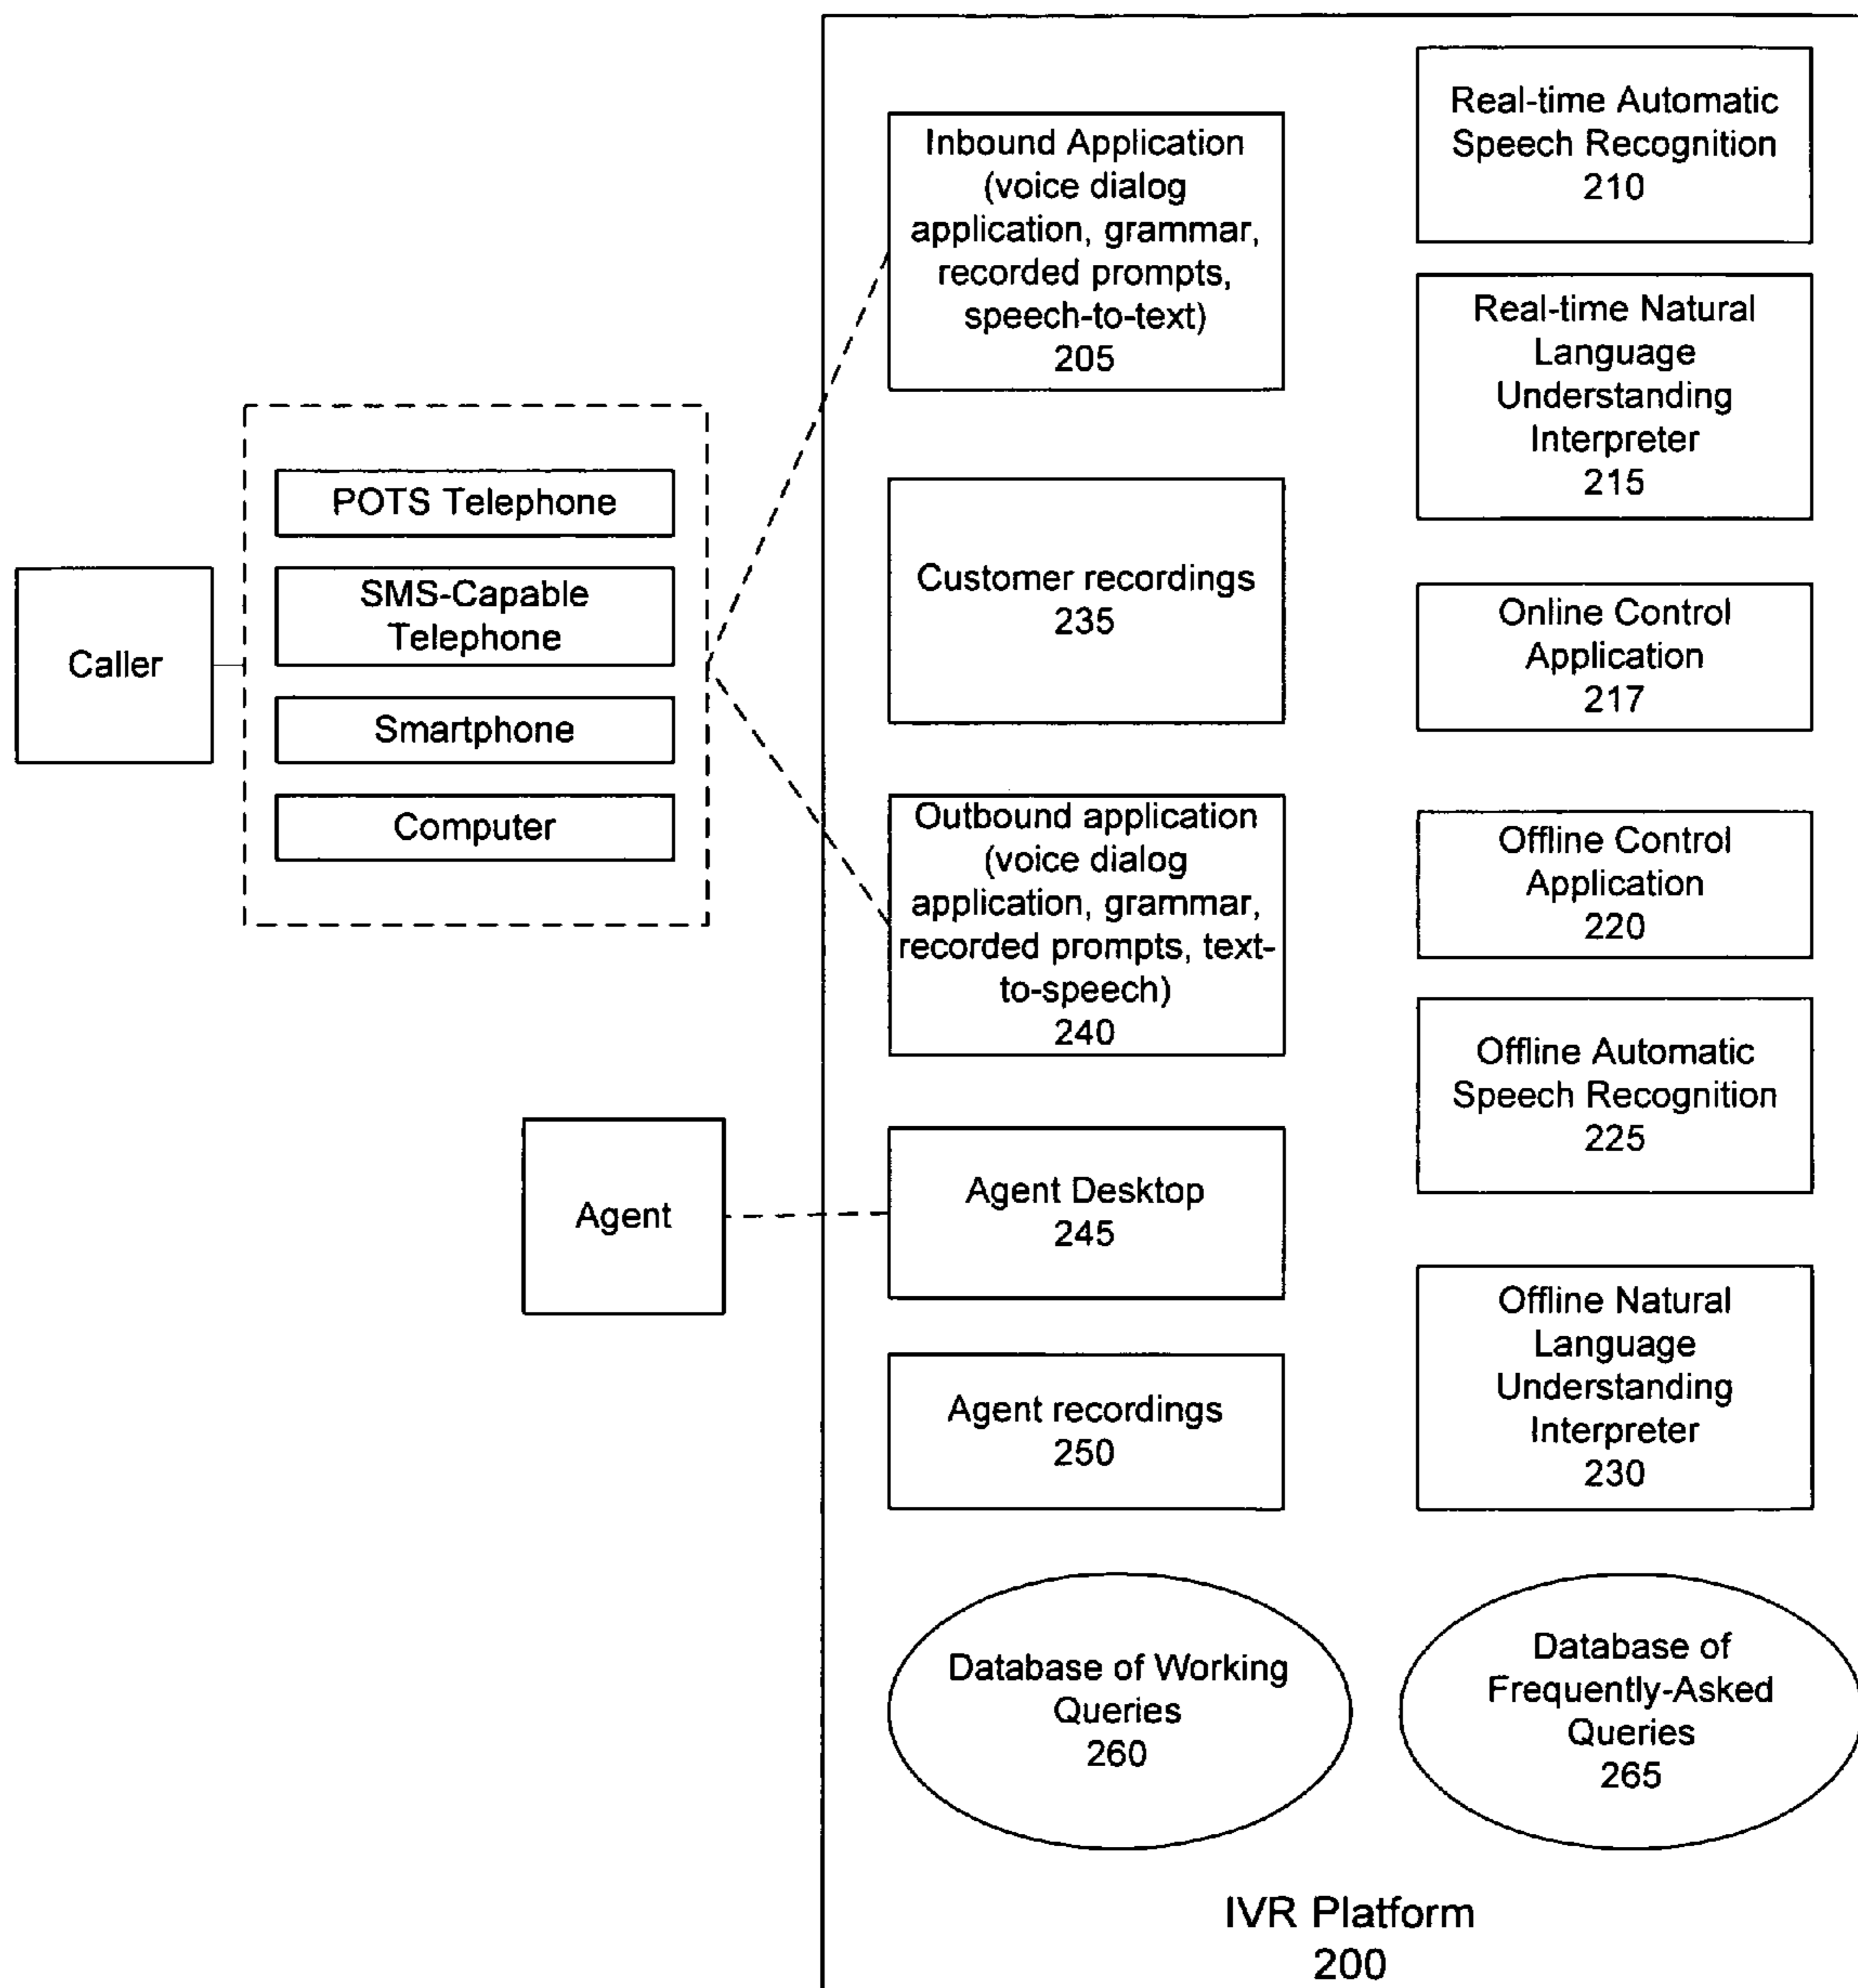 Caller
POTS Telephone
SMS-Capable
Telephone
Smartphone
Computer
Agent
Inbound Application
(voice dialog
application, grammar,
recorded prompts,
speech-to-text)
205
Customer recordings
235
Outbound application
(voice dialog
application, grammar,
recorded prompts, text-
to-speech)
240
Agent Desktop
245
Agent recordings
250
Real-time Automatic
Speech Recognition
210
Real-time Natural
Language
Understanding
Interpreter
215
Online Control
Application
217
Offline Control
Application
220
Offline Automatic
Speech Recognition
225
Offline Natural
Language
Understanding
Interpreter
230
Database of Working
Queries
260
Database of
Frequently-Asked
Queries
265
IVR Platform
200